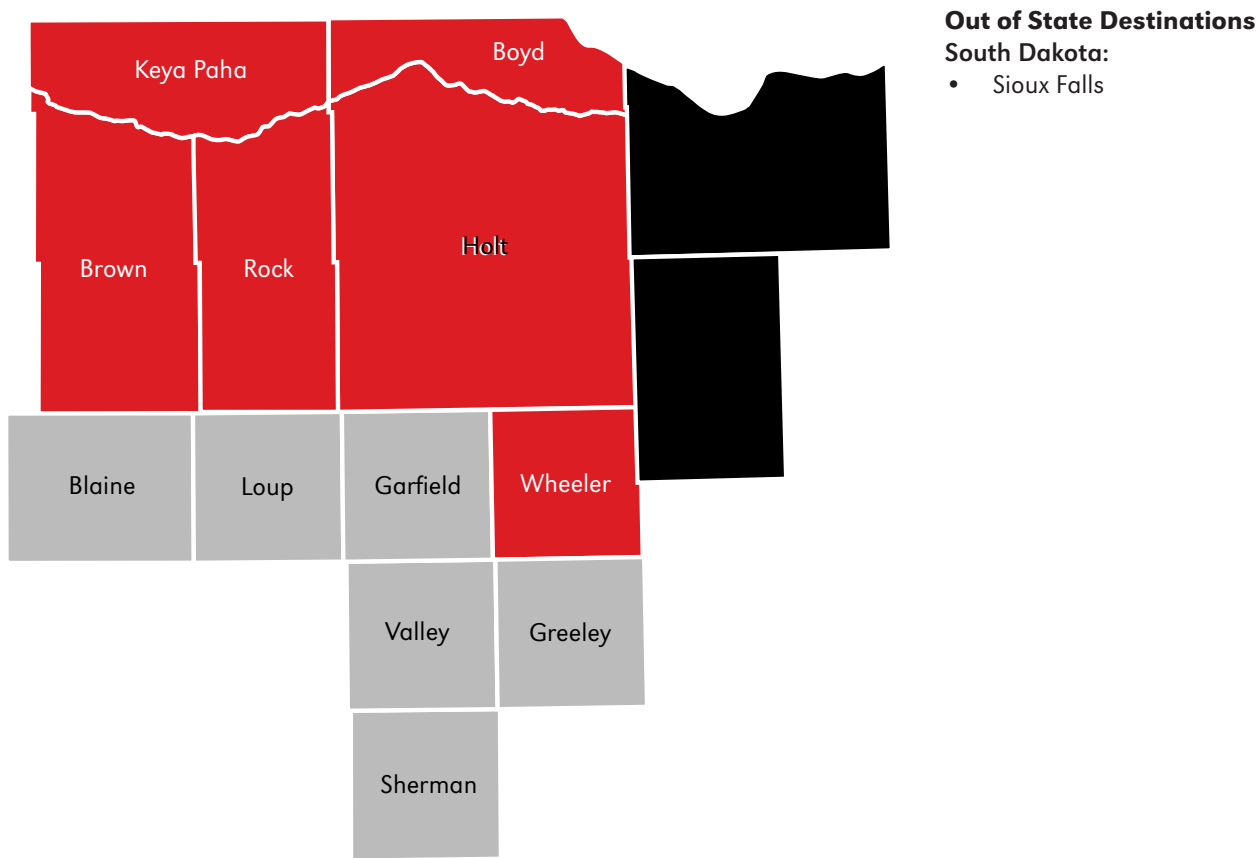 Out of State Destinations
South Dakota:
• Sioux Falls
Keya Paha
Boyd
Brown
Rock
Holt
Blaine
Loup
Garfield
Wheeler
Valley
Greeley
Sherman